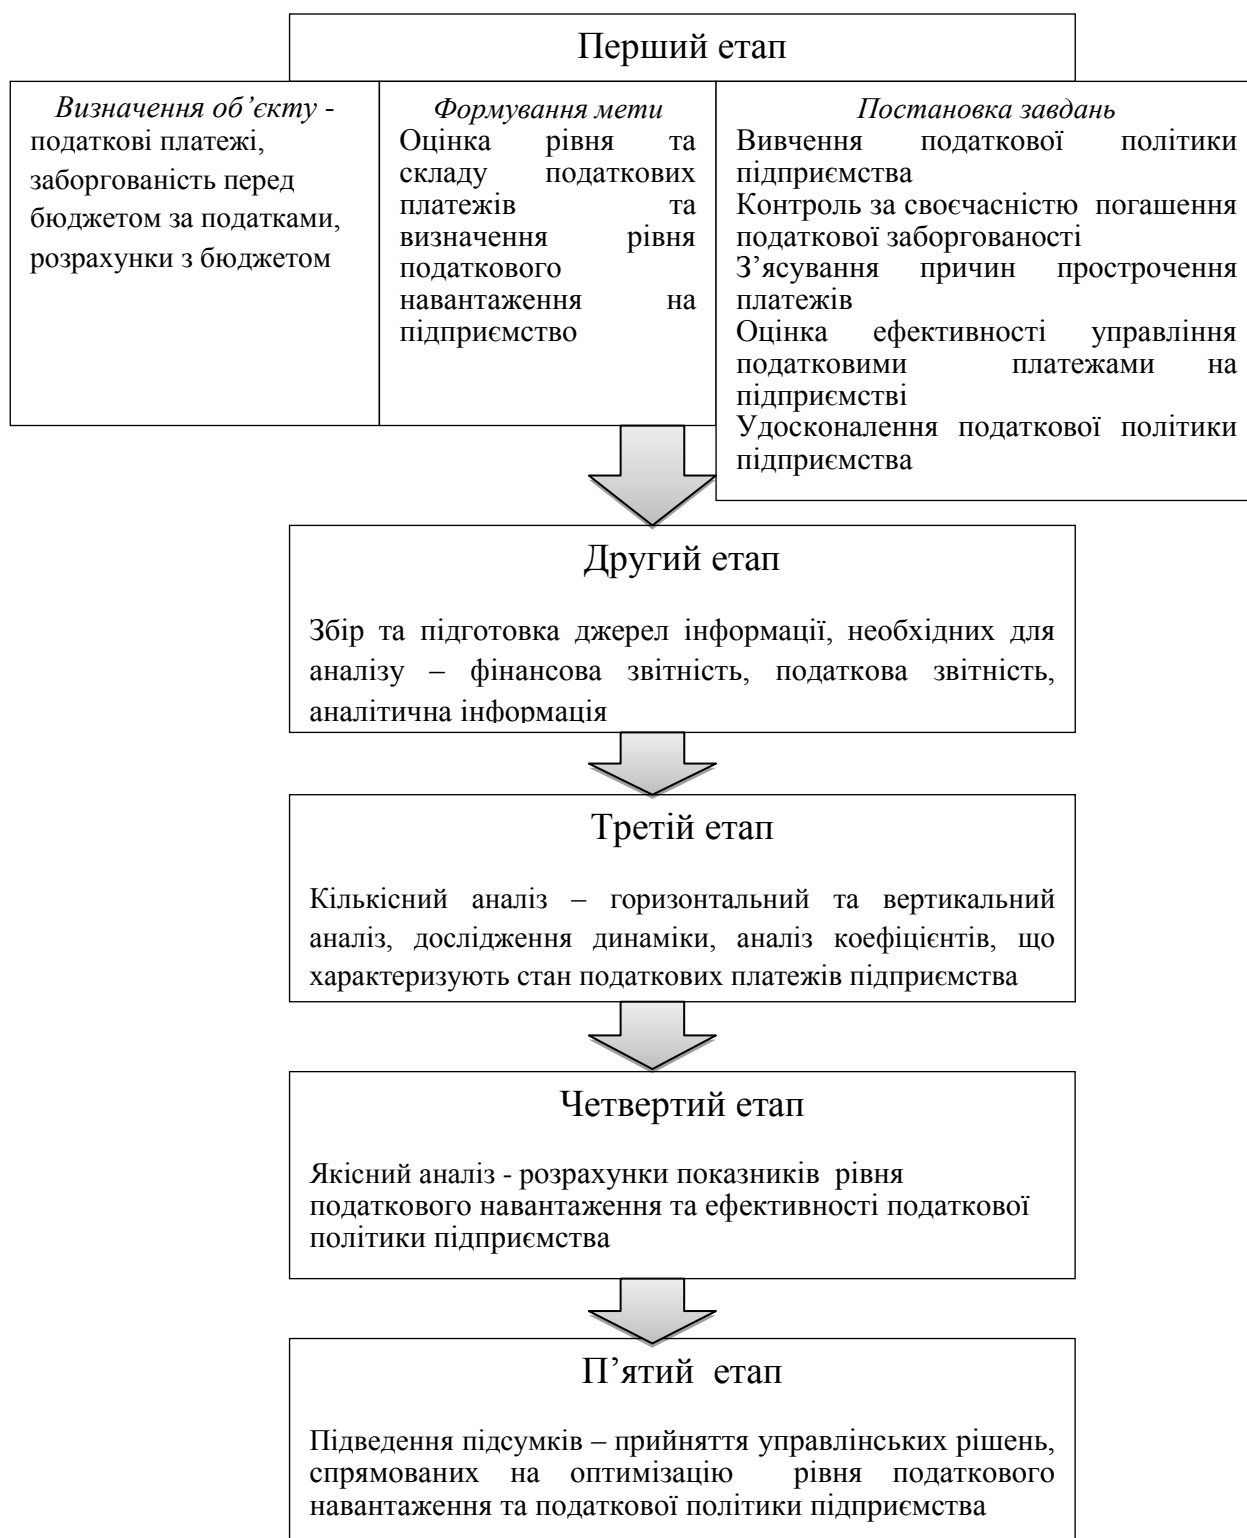 Перший етап
Визначення об’єкту -
податкові платежі,
заборгованість перед
бюджетом за податками,
розрахунки з бюджетом
Формування мети
Оцінка рівня та
складу податкових
платежів та
визначення рівня
податкового
навантаження на
підприємство
Постановка завдань
Вивчення податкової політики
підприємства
Контроль за своєчасністю погашення
податкової заборгованості
З’ясування причин прострочення
платежів
Оцінка ефективності управління
податковими платежами на
підприємстві
Удосконалення податкової політики
підприємства
Другий етап
Збір та підготовка джерел інформації, необхідних для
аналізу – фінансова звітність, податкова звітність,
аналітична інформація
Третій етап
Кількісний аналіз – горизонтальний та вертикальний
аналіз, дослідження динаміки, аналіз коефіцієнтів, що
характеризують стан податкових платежів підприємства
Четвертий етап
Якісний аналіз - розрахунки показників рівня
податкового навантаження та ефективності податкової
політики підприємства
П’ятий етап
Підведення підсумків – прийняття управлінських рішень,
спрямованих на оптимізацію рівня податкового
навантаження та податкової політики підприємства